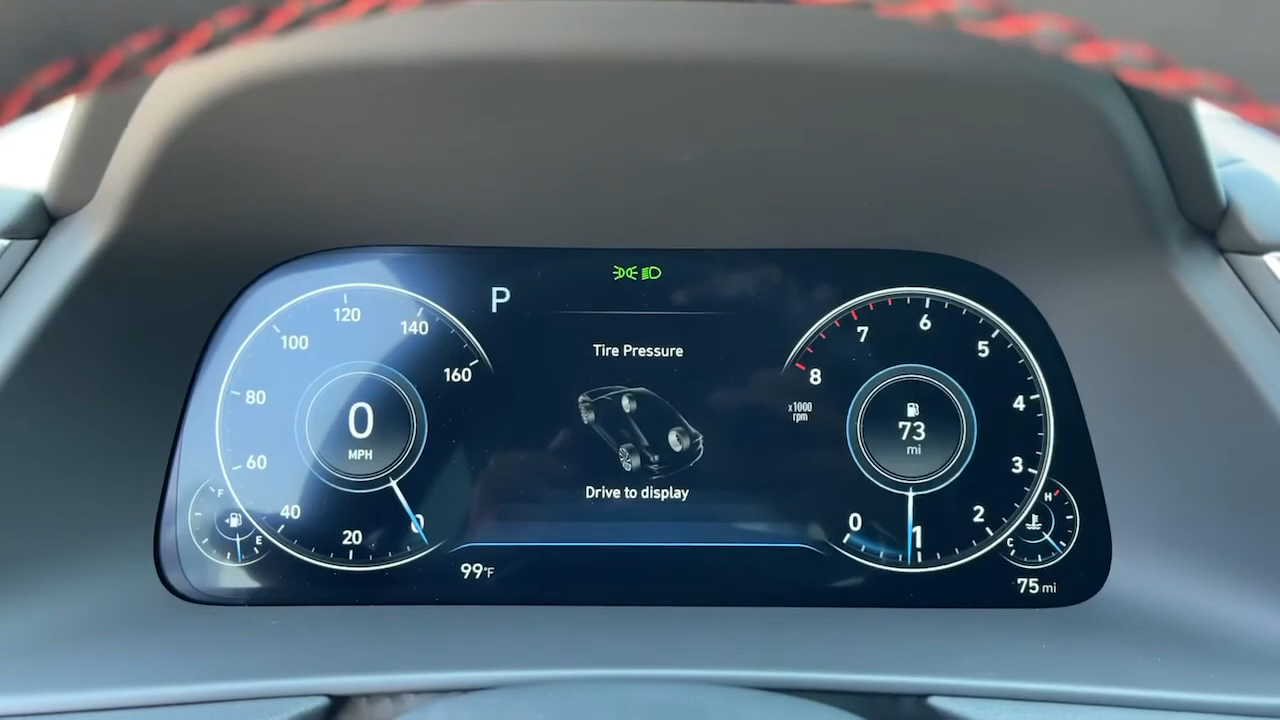 P
Tire Pressure
Drive to display
0
MPH
0
20
40
60
80
100
120
140
160
F
E
99°F
8
7
6
5
4
3
2
1
0
x1000
rpm
73
mi
H
C
75 mi